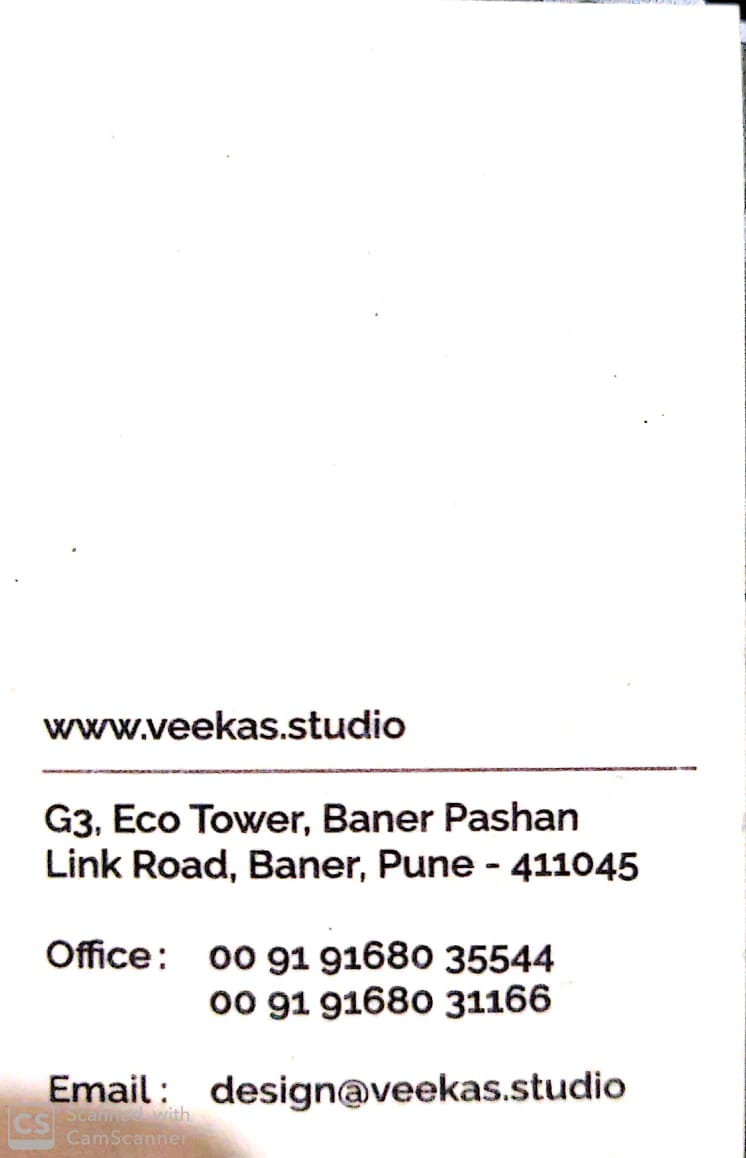 www.veekas.studio
G3, Eco Tower, Baner Pashan
Link Road, Baner, Pune - 411045
Office : 00 91 91680 35544
00 91 91680 31166
Email : design@veekas.studio
CS Scanned with
CamScanner